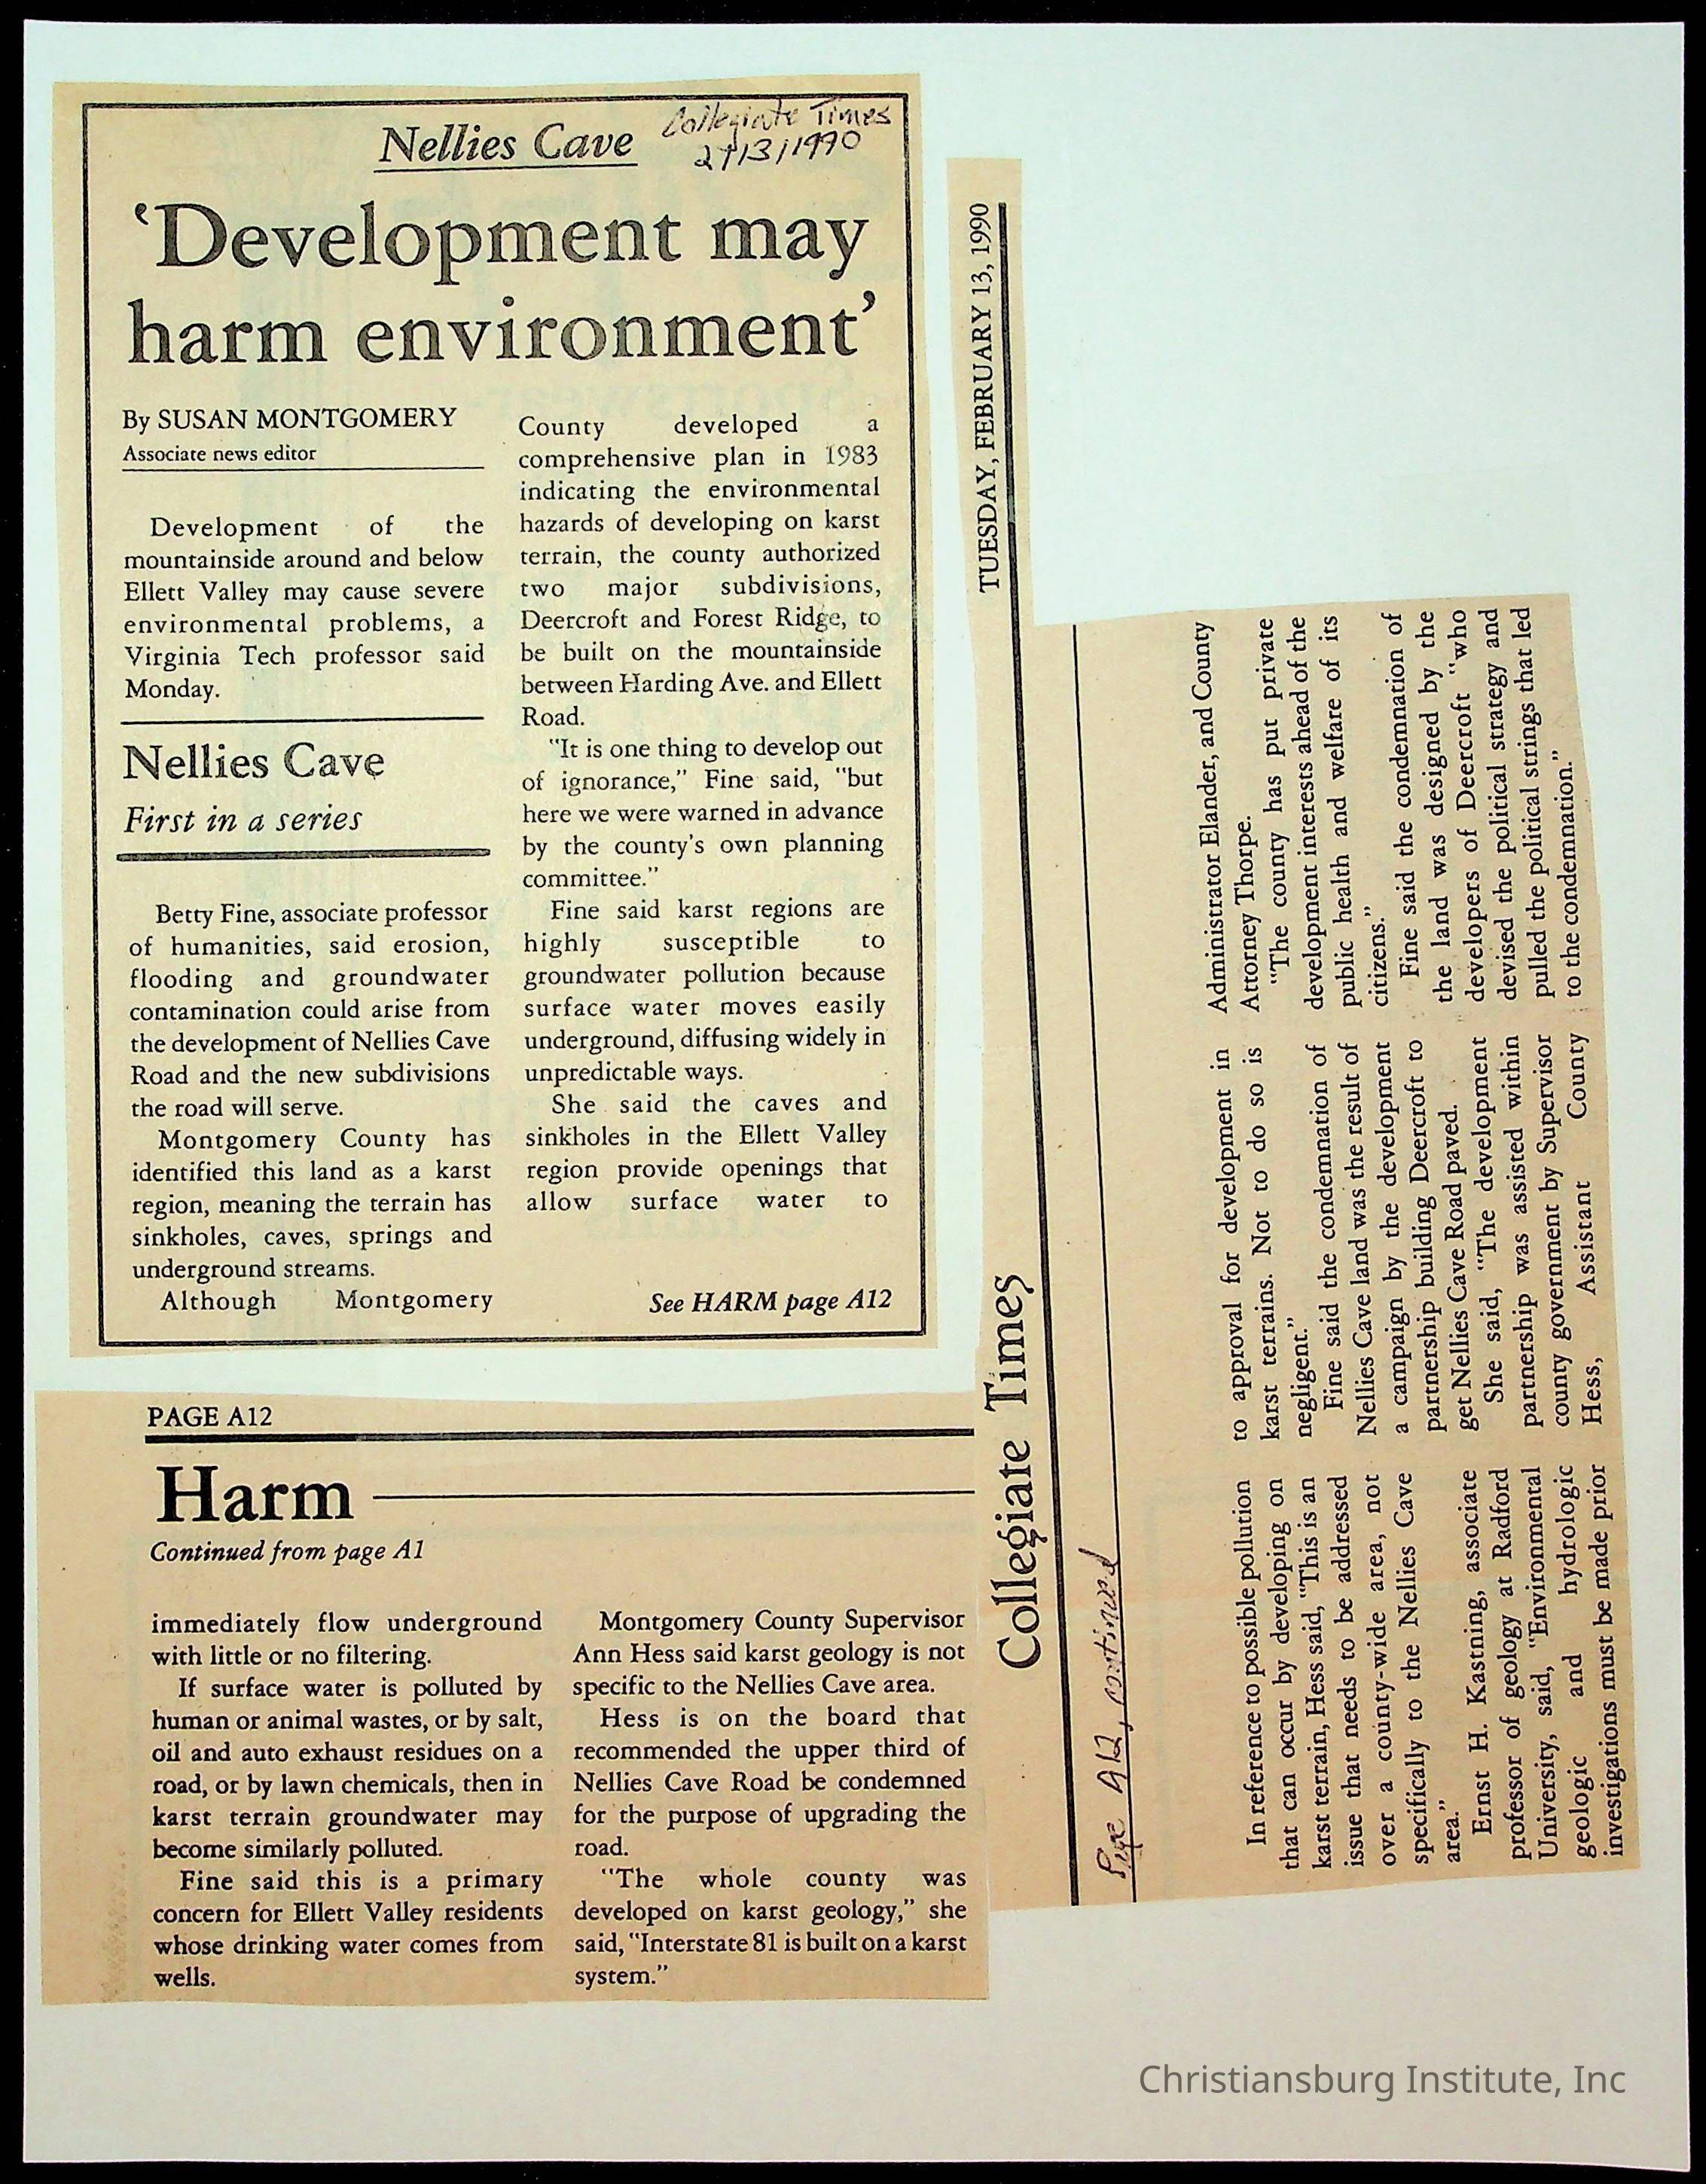 Nellies Cave
Collegiate Times
2/13/1990
‘Development may
harm environment’
By SUSAN MONTGOMERY
Associate news editor
Development of the
mountainside around and below
Ellett Valley may cause severe
environmental problems, a
Virginia Tech professor said
Monday.
Nellies Cave
First in a series
Betty Fine, associate professor
of humanities, said erosion,
flooding and groundwater
contamination could arise from
the development of Nellies Cave
Road and the new subdivisions
the road will serve.
Montgomery County has
identified this land as a karst
region, meaning the terrain has
sinkholes, caves, springs and
underground streams.
Although Montgomery
County developed a
comprehensive plan in 1983
indicating the environmental
hazards of developing on karst
terrain, the county authorized
two major subdivisions,
Deercroft and Forest Ridge, to
be built on the mountainside
between Harding Ave. and Ellett
Road.
“It is one thing to develop out
of ignorance,” Fine said, “but
here we were warned in advance
by the county's own planning
committee.”
Fine said karst regions are
highly susceptible to
groundwater pollution because
surface water moves easily
underground, diffusing widely in
unpredictable ways.
She said the caves and
sinkholes in the Ellett Valley
region provide openings that
allow surface water to
See HARM page A12
PAGE A12
Harm
Continued from page A1
immediately flow underground
with little or no filtering.
If surface water is polluted by
human or animal wastes, or by salt,
oil and auto exhaust residues on a
road, or by lawn chemicals, then in
karst terrain groundwater may
become similarly polluted.
Fine said this is a primary
concern for Ellett Valley residents
whose drinking water comes from
wells.
Montgomery County Supervisor
Ann Hess said karst geology is not
specific to the Nellies Cave area.
Hess is on the board that
recommended the upper third of
Nellies Cave Road be condemned
for the purpose of upgrading the
road.
“The whole county was
developed on karst geology,” she
said, “Interstate 81 is built on a karst
system.”
Collegiate Times
TUESDAY, FEBRUARY 13, 1990
Page A12, continued
In reference to possible pollution
that can occur by developing on
karst terrain, Hess said, “This is an
issue that needs to be addressed
over a county-wide area, not
specifically to the Nellies Cave
area.”
Ernst H. Kastning, associate
professor of geology at Radford
University, said, “Environmental
geologic and hydrologic
investigations must be made prior
to approval for development in
karst terrains. Not to do so is
negligent.”
Fine said the condemnation of
Nellies Cave land was the result of
a campaign by the development
partnership building Deercroft to
get Nellies Cave Road paved.
She said, “The development
partnership was assisted within
county government by Supervisor
Hess, Assistant County
Administrator Elander, and County
Attorney Thorpe.
“The county has put private
development interests ahead of the
public health and welfare of its
citizens.”
Fine said the condemnation of
the land was designed by the
developers of Deercroft “who
devised the political strategy and
pulled the political strings that led
to the condemnation.”
Christiansburg Institute, Inc